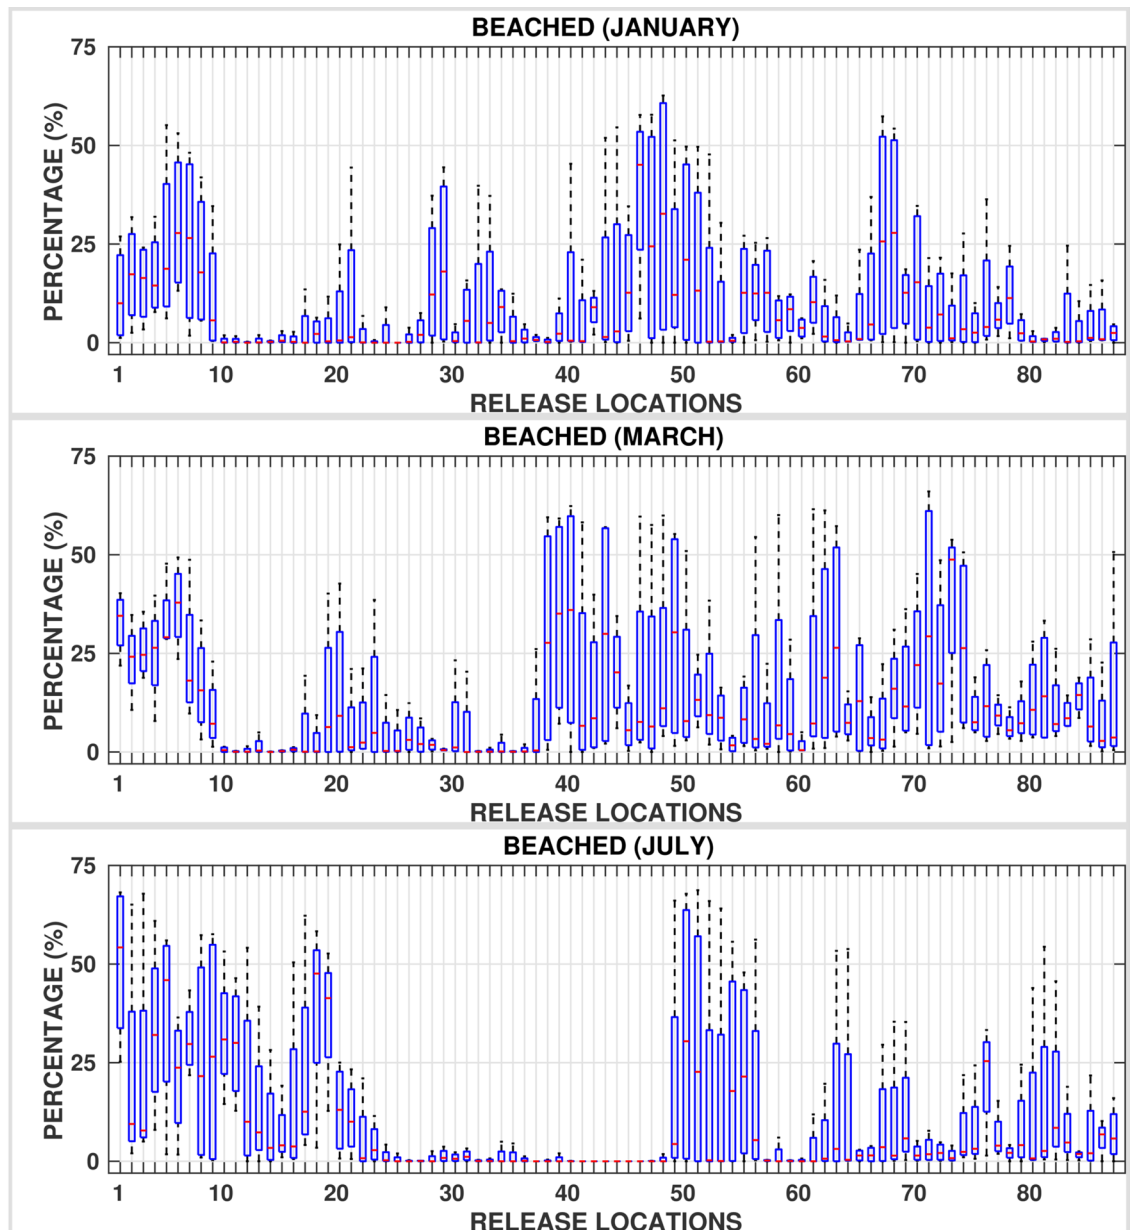 BEACHED (JANUARY)
75
50
25
0
PERCENTAGE (%)
1 10 20 30 40 50 60 70 80
RELEASE LOCATIONS
BEACHED (MARCH)
75
50
25
0
PERCENTAGE (%)
1 10 20 30 40 50 60 70 80
RELEASE LOCATIONS
BEACHED (JULY)
75
50
25
0
PERCENTAGE (%)
1 10 20 30 40 50 60 70 80
RELEASE LOCATIONS